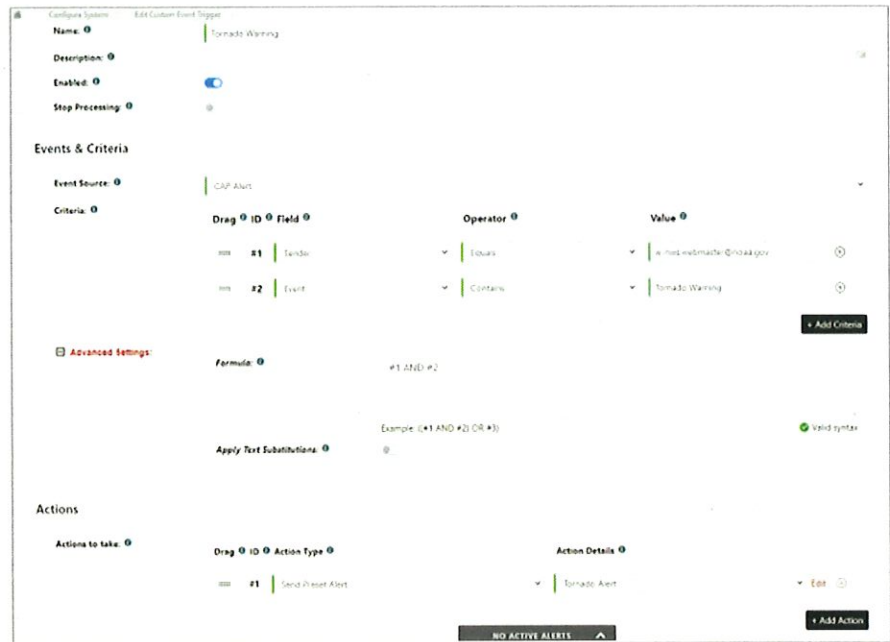 Configure System Edit Custom Event Trigger
Name:
Tornado Warning
Description:
Enabled:
Stop Processing:
Events & Criteria
Event Source:
CAP Alert
Criteria:
Drag ID Field Operator Value
#1 Sender Equals w-nws.webmaster@noaa.gov
#2 Event Contains Tornado Warning
+ Add Criteria
Advanced Settings:
Formula:
#1 AND #2
Example: ((#1 AND #2) OR #3)
Valid syntax
Apply Text Substitutions:
Actions
Actions to take:
Drag ID Action Type Action Details
#1 Send Preset Alert Tornado Alert Edit
+ Add Action
NO ACTIVE ALERTS